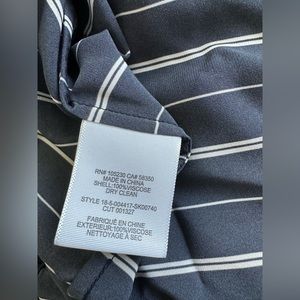 RN# 105230 CA# 58350
MADE IN CHINA
SHELL:100%VISCOSE
DRY CLEAN
STYLE 18-5-004417-SK00740
CUT 001327
FABRIQUÉ EN CHINE
EXTERIEUR:100%VISCOSE
NETTOYAGE À SEC